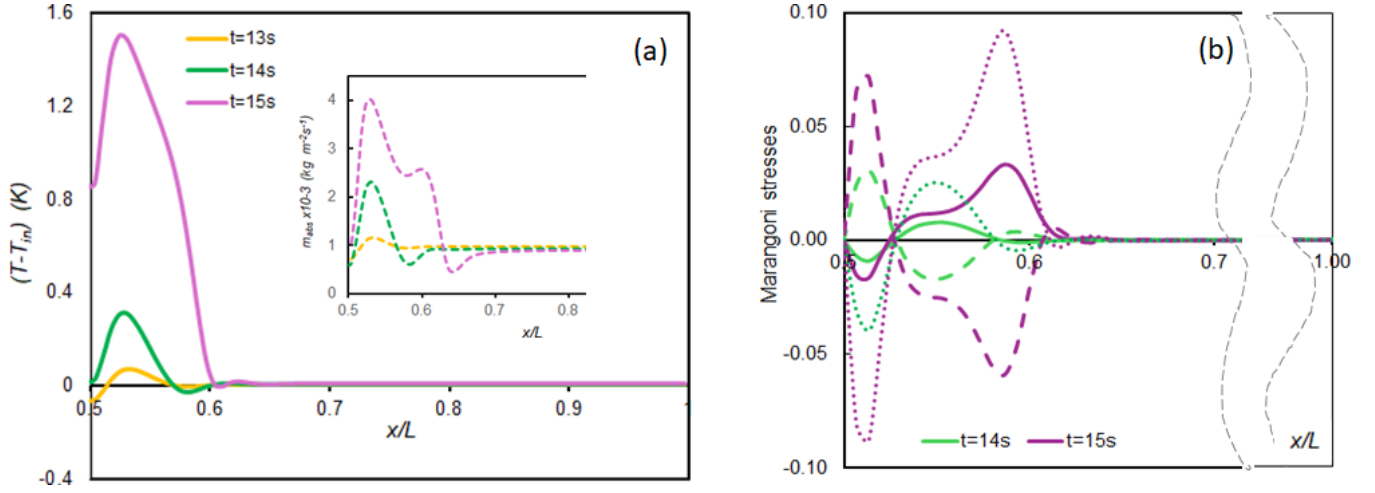 (a)
1.6
1.2
0.8
0.4
0
-0.4
(T-Tin) (K)
t=13s
t=14s
t=15s
4
3
2
1
0
mabs x10-3 (kg m-2s-1)
0.5
0.6
0.7
0.8
x/L
0.5
0.6
0.7
0.8
0.9
1
x/L
(b)
0.10
0.05
0.00
-0.05
-0.10
Marangoni stresses
0.5
0.6
0.7
1.00
t=14s
t=15s
x/L